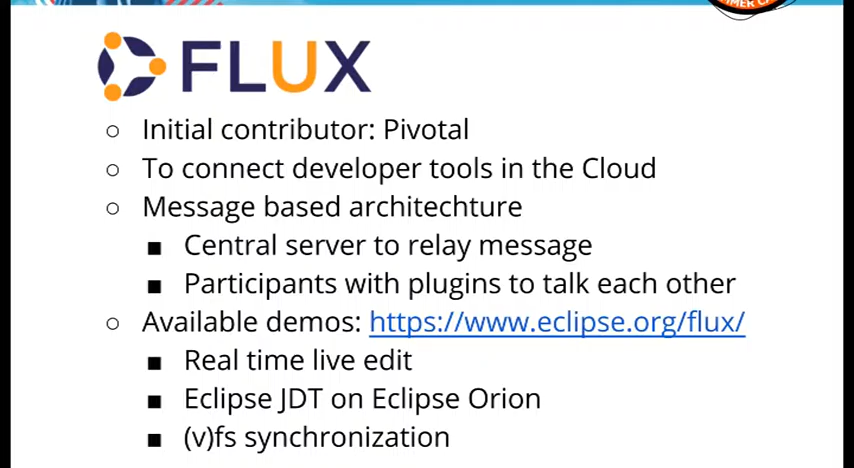 IMER C
FLUX
○ Initial contributor: Pivotal
○ To connect developer tools in the Cloud
○ Message based architechture
■ Central server to relay message
■ Participants with plugins to talk each other
○ Available demos: https://www.eclipse.org/flux/
■ Real time live edit
■ Eclipse JDT on Eclipse Orion
■ (v)fs synchronization